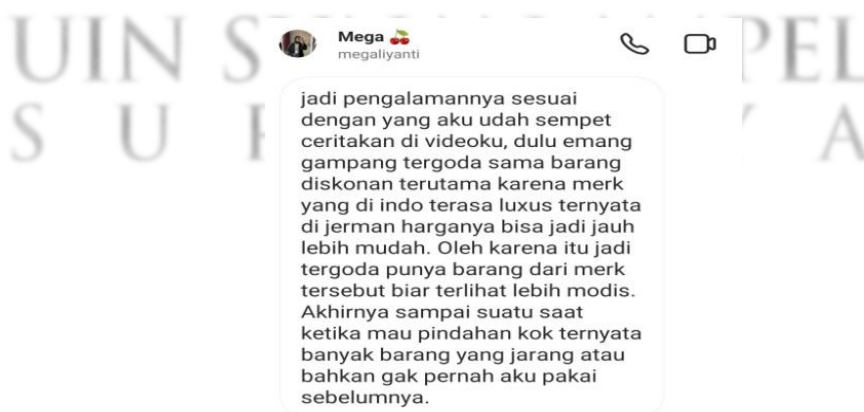 UIN S PEL
S U A
Mega 🍒
megaliyanti
jadi pengalamannya sesuai
dengan yang aku udah sempet
ceritakan di videoku, dulu emang
gampang tergoda sama barang
diskonan terutama karena merk
yang di indo terasa luxus ternyata
di jerman harganya bisa jadi jauh
lebih mudah. Oleh karena itu jadi
tergoda punya barang dari merk
tersebut biar terlihat lebih modis.
Akhirnya sampai suatu saat
ketika mau pindahan kok ternyata
banyak barang yang jarang atau
bahkan gak pernah aku pakai
sebelumnya.